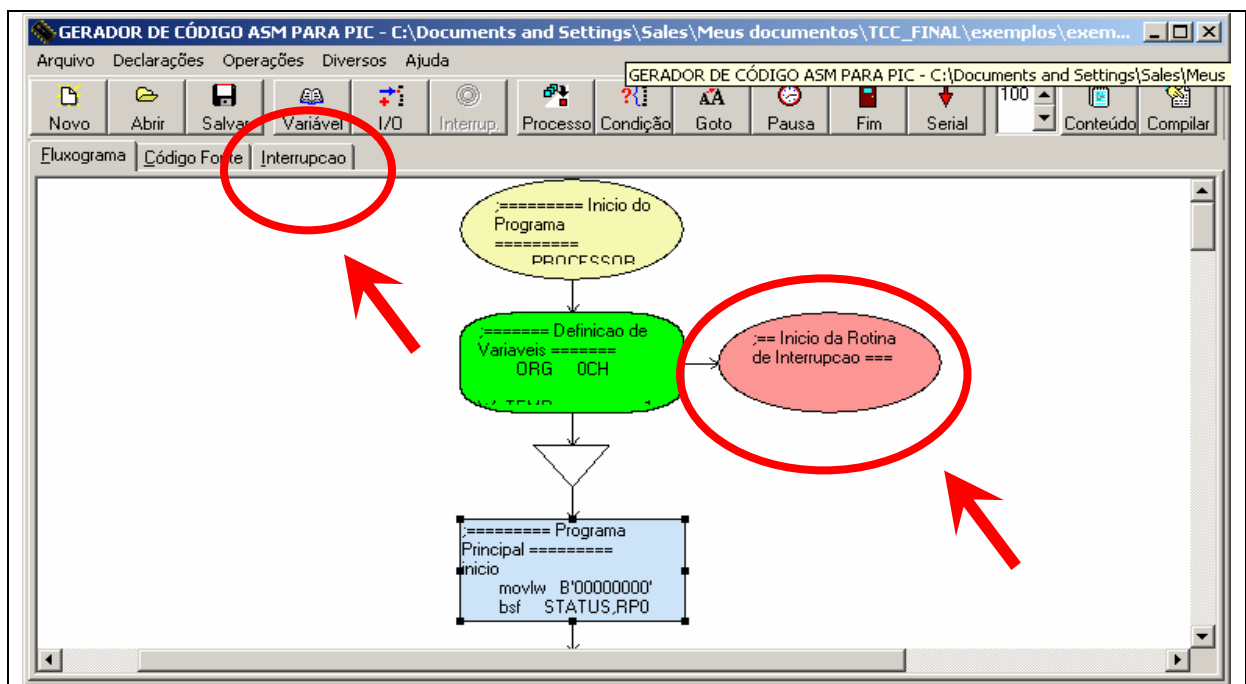 GERADOR DE CÓDIGO ASM PARA PIC - C:\Documents and Settings\Sales\Meus documentos\TCC_FINAL\exemplos\exem...
Arquivo Declarações Operações Diversos Ajuda
GERADOR DE CÓDIGO ASM PARA PIC - C:\Documents and Settings\Sales\Meus
100
Novo Abrir Salvar Variável I/O Interrup. Processo Condição Goto Pausa Fim Serial Conteúdo Compilar
Fluxograma Código Fonte Interrupcao
;========= Inicio do
Programa
=========
PROCESSOR
;======= Definicao de
Variaveis =======
ORG 0CH
W_TEMP 1
;== Inicio da Rotina
de Interrupcao ===
;========= Programa
Principal =========
inicio
movlw B'00000000'
bsf STATUS,RP0